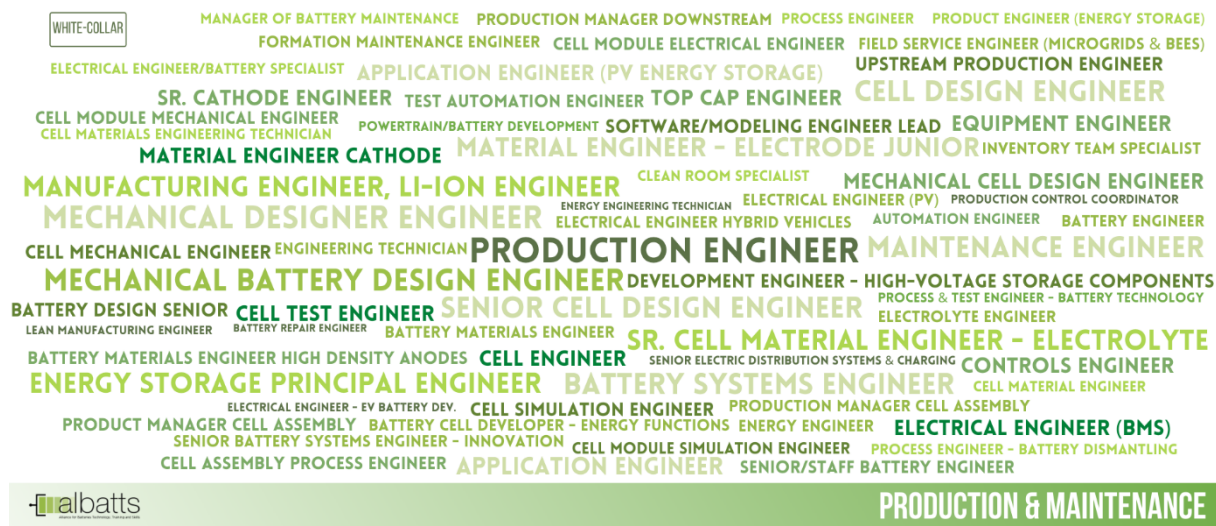 WHITE-COLLAR
MANAGER OF BATTERY MAINTENANCE PRODUCTION MANAGER DOWNSTREAM PROCESS ENGINEER PRODUCT ENGINEER (ENERGY STORAGE)
FORMATION MAINTENANCE ENGINEER CELL MODULE ELECTRICAL ENGINEER FIELD SERVICE ENGINEER (MICROGRIDS & BEES)
ELECTRICAL ENGINEER/BATTERY SPECIALIST APPLICATION ENGINEER (PV ENERGY STORAGE) UPSTREAM PRODUCTION ENGINEER
SR. CATHODE ENGINEER TEST AUTOMATION ENGINEER TOP CAP ENGINEER CELL DESIGN ENGINEER
CELL MODULE MECHANICAL ENGINEER
CELL MATERIALS ENGINEERING TECHNICIAN POWERTRAIN/BATTERY DEVELOPMENT SOFTWARE/MODELING ENGINEER LEAD EQUIPMENT ENGINEER
MATERIAL ENGINEER CATHODE MATERIAL ENGINEER - ELECTRODE JUNIOR INVENTORY TEAM SPECIALIST
MANUFACTURING ENGINEER, LI-ION ENGINEER CLEAN ROOM SPECIALIST MECHANICAL CELL DESIGN ENGINEER
MECHANICAL DESIGNER ENGINEER ENERGY ENGINEERING TECHNICIAN ELECTRICAL ENGINEER (PV) PRODUCTION CONTROL COORDINATOR
ELECTRICAL ENGINEER HYBRID VEHICLES AUTOMATION ENGINEER BATTERY ENGINEER
CELL MECHANICAL ENGINEER ENGINEERING TECHNICIAN PRODUCTION ENGINEER MAINTENANCE ENGINEER
MECHANICAL BATTERY DESIGN ENGINEER DEVELOPMENT ENGINEER - HIGH-VOLTAGE STORAGE COMPONENTS
BATTERY DESIGN SENIOR CELL TEST ENGINEER SENIOR CELL DESIGN ENGINEER PROCESS & TEST ENGINEER - BATTERY TECHNOLOGY
ELECTROLYTE ENGINEER
LEAN MANUFACTURING ENGINEER BATTERY REPAIR ENGINEER BATTERY MATERIALS ENGINEER SR. CELL MATERIAL ENGINEER - ELECTROLYTE
BATTERY MATERIALS ENGINEER HIGH DENSITY ANODES CELL ENGINEER SENIOR ELECTRIC DISTRIBUTION SYSTEMS & CHARGING CONTROLS ENGINEER
ENERGY STORAGE PRINCIPAL ENGINEER BATTERY SYSTEMS ENGINEER CELL MATERIAL ENGINEER
ELECTRICAL ENGINEER - EV BATTERY DEV. CELL SIMULATION ENGINEER PRODUCTION MANAGER CELL ASSEMBLY
PRODUCT MANAGER CELL ASSEMBLY BATTERY CELL DEVELOPER - ENERGY FUNCTIONS ENERGY ENGINEER ELECTRICAL ENGINEER (BMS)
SENIOR BATTERY SYSTEMS ENGINEER - INNOVATION CELL MODULE SIMULATION ENGINEER PROCESS ENGINEER - BATTERY DISMANTLING
CELL ASSEMBLY PROCESS ENGINEER APPLICATION ENGINEER SENIOR/STAFF BATTERY ENGINEER
albatts
PRODUCTION & MAINTENANCE